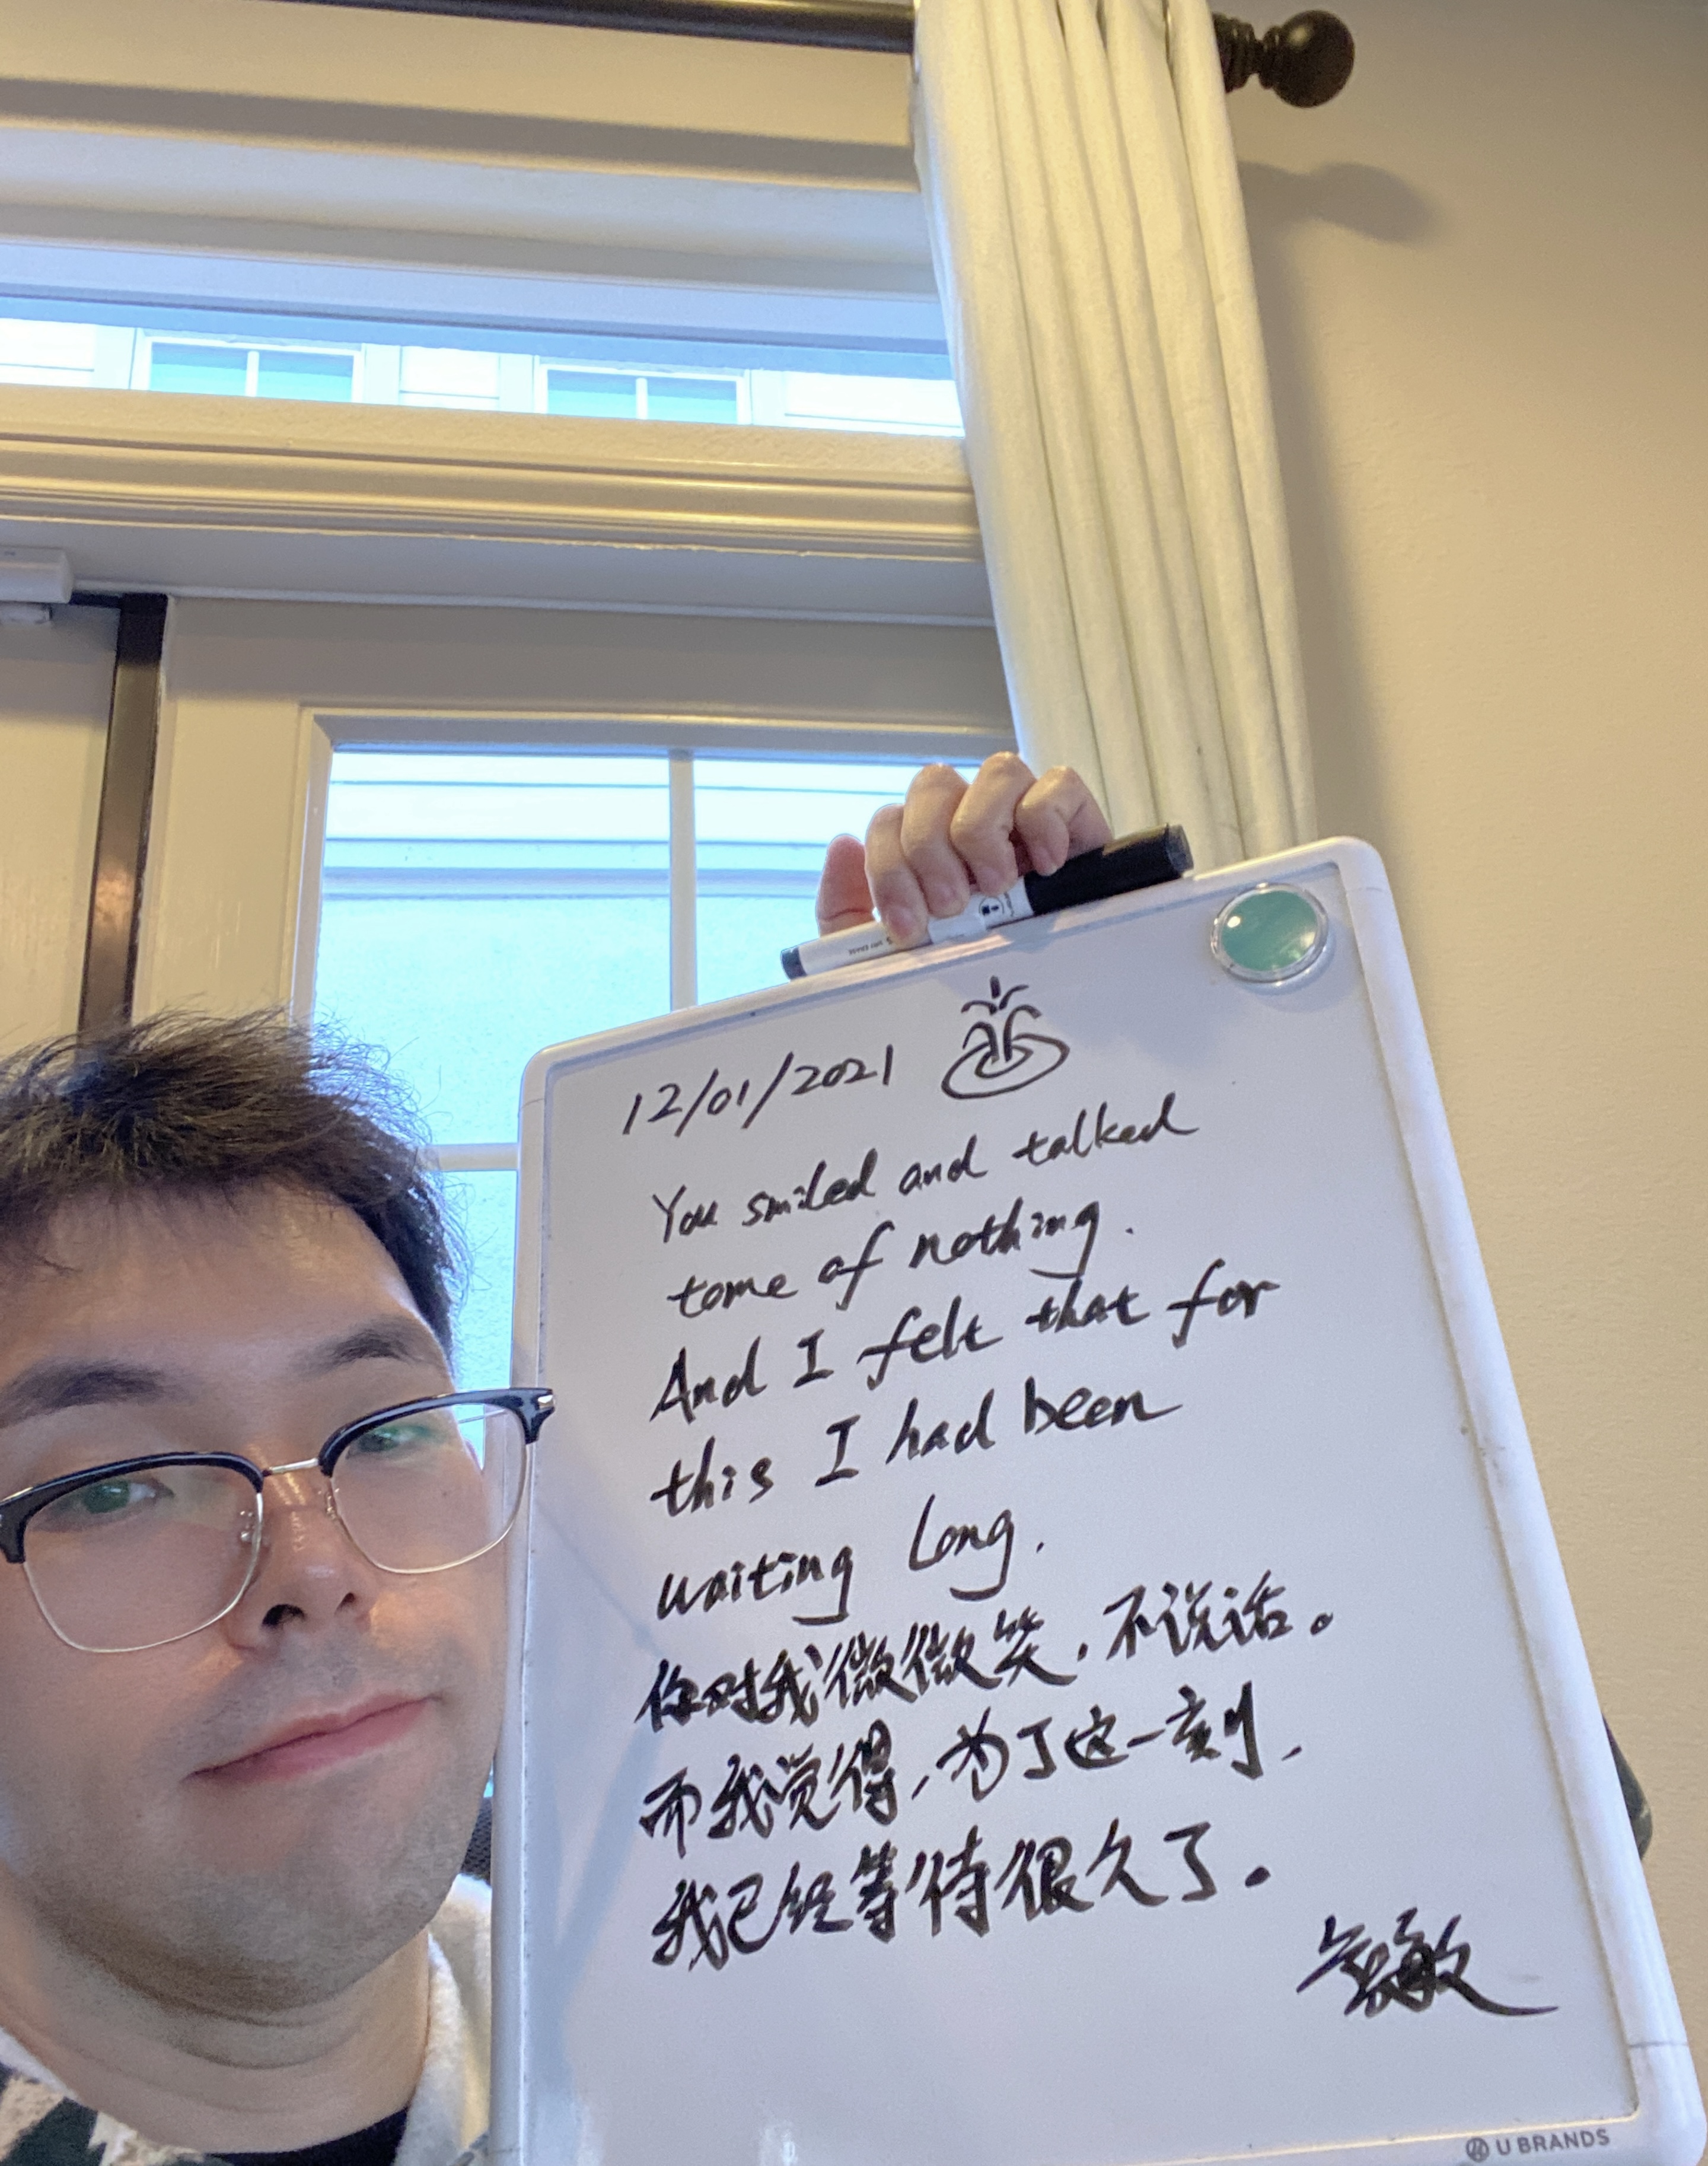 12/01/2021
You smiled and talked
tome of nothing.
And I felt that for
this I had been
waiting long.
你对我微微笑,不说话。
而我觉得,为了这一刻,
我已经等待很久了。
敏
U BRANDS